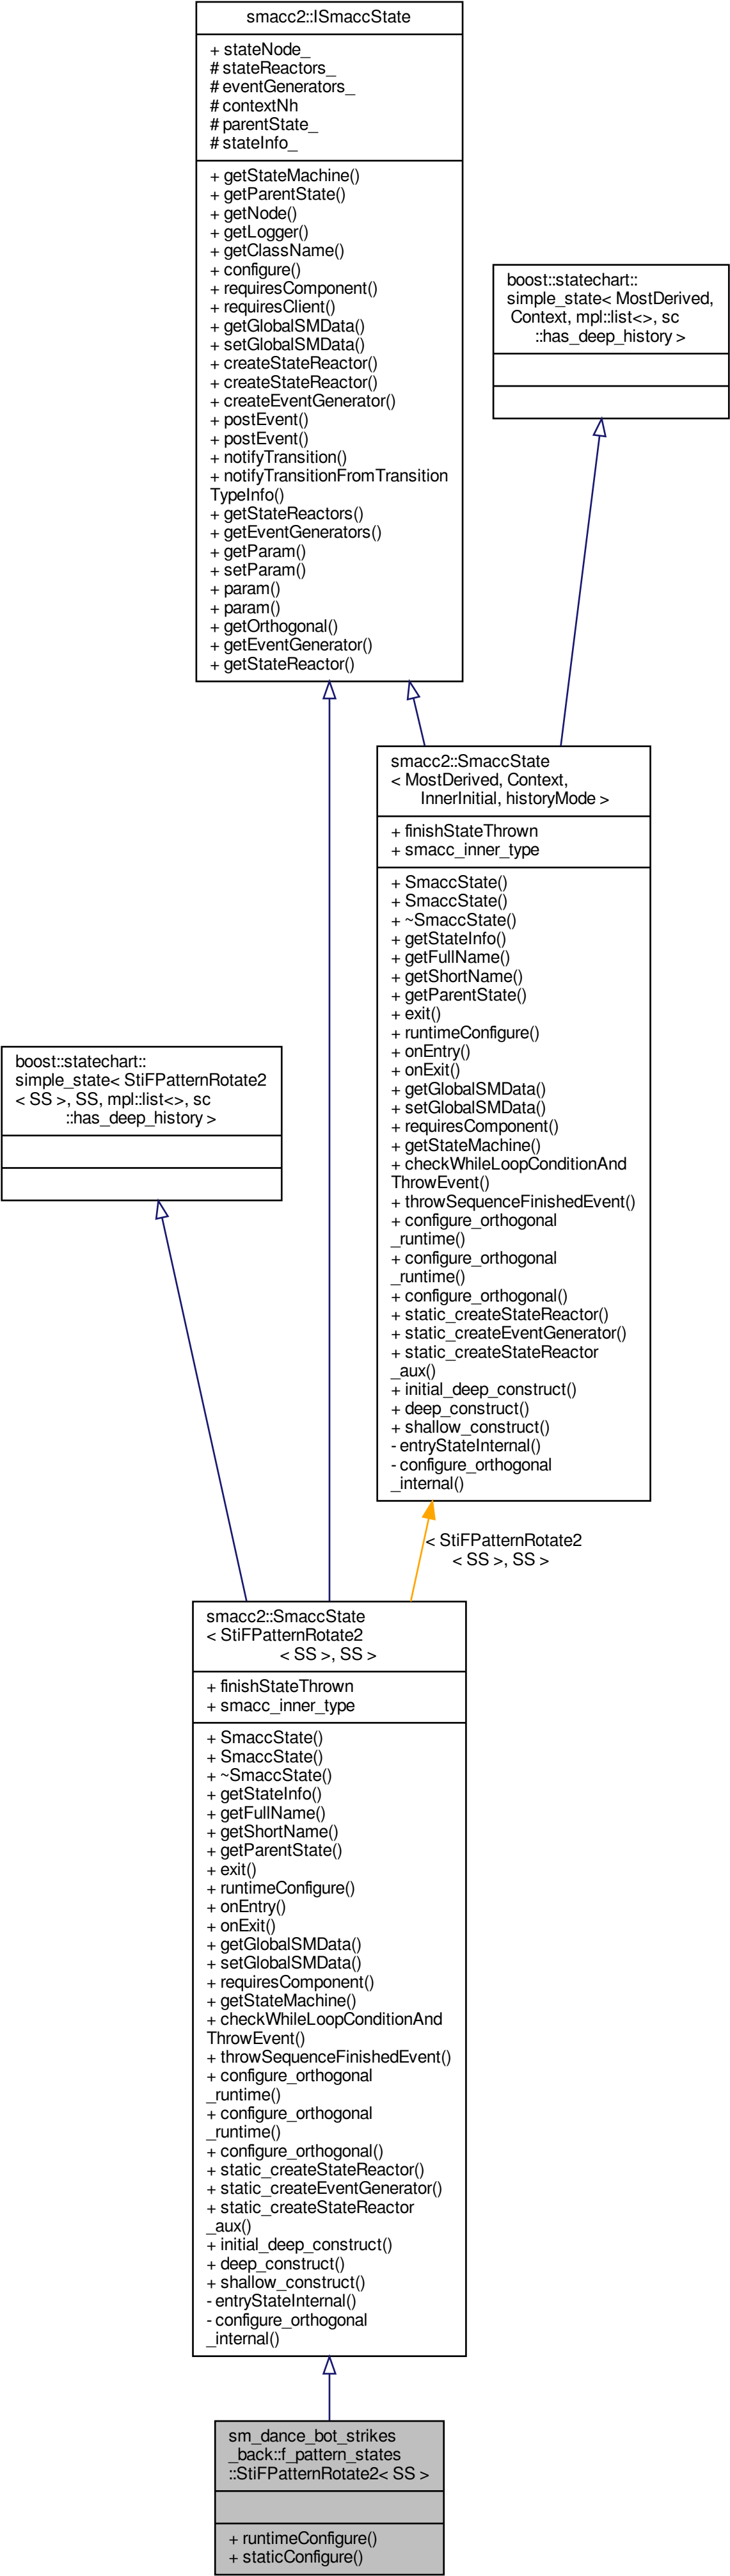 smacc2::ISmaccState
+ stateNode_
# stateReactors_
# eventGenerators_
# contextNh
# parentState_
# stateInfo_
+ getStateMachine()
+ getParentState()
+ getNode()
+ getLogger()
+ getClassName()
+ configure()
+ requiresComponent()
+ requiresClient()
+ getGlobalSMData()
+ setGlobalSMData()
+ createStateReactor()
+ createStateReactor()
+ createEventGenerator()
+ postEvent()
+ postEvent()
+ notifyTransition()
+ notifyTransitionFromTransition
TypeInfo()
+ getStateReactors()
+ getEventGenerators()
+ getParam()
+ setParam()
+ param()
+ param()
+ getOrthogonal()
+ getEventGenerator()
+ getStateReactor()
boost::statechart::
simple_state< MostDerived,
Context, mpl::list<>, sc
::has_deep_history >
smacc2::SmaccState
< MostDerived, Context,
InnerInitial, historyMode >
+ finishStateThrown
+ smacc_inner_type
+ SmaccState()
+ SmaccState()
+ ~SmaccState()
+ getStateInfo()
+ getFullName()
+ getShortName()
+ getParentState()
+ exit()
+ runtimeConfigure()
+ onEntry()
+ onExit()
+ getGlobalSMData()
+ setGlobalSMData()
+ requiresComponent()
+ getStateMachine()
+ checkWhileLoopConditionAnd
ThrowEvent()
+ throwSequenceFinishedEvent()
+ configure_orthogonal
_runtime()
+ configure_orthogonal
_runtime()
+ configure_orthogonal()
+ static_createStateReactor()
+ static_createEventGenerator()
+ static_createStateReactor
_aux()
+ initial_deep_construct()
+ deep_construct()
+ shallow_construct()
- entryStateInternal()
- configure_orthogonal
_internal()
boost::statechart::
simple_state< StiFPatternRotate2
< SS >, SS, mpl::list<>, sc
::has_deep_history >
< StiFPatternRotate2
< SS >, SS >
smacc2::SmaccState
< StiFPatternRotate2
< SS >, SS >
+ finishStateThrown
+ smacc_inner_type
+ SmaccState()
+ SmaccState()
+ ~SmaccState()
+ getStateInfo()
+ getFullName()
+ getShortName()
+ getParentState()
+ exit()
+ runtimeConfigure()
+ onEntry()
+ onExit()
+ getGlobalSMData()
+ setGlobalSMData()
+ requiresComponent()
+ getStateMachine()
+ checkWhileLoopConditionAnd
ThrowEvent()
+ throwSequenceFinishedEvent()
+ configure_orthogonal
_runtime()
+ configure_orthogonal
_runtime()
+ configure_orthogonal()
+ static_createStateReactor()
+ static_createEventGenerator()
+ static_createStateReactor
_aux()
+ initial_deep_construct()
+ deep_construct()
+ shallow_construct()
- entryStateInternal()
- configure_orthogonal
_internal()
sm_dance_bot_strikes
_back::f_pattern_states
::StiFPatternRotate2< SS >
+ runtimeConfigure()
+ staticConfigure()